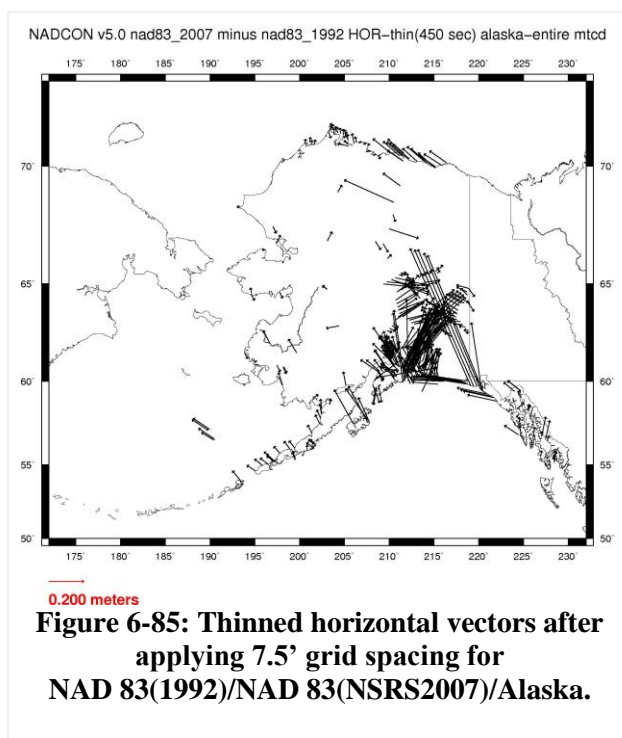 NADCON v5.0 nad83_2007 minus nad83_1992 HOR−thin(450 sec) alaska−entire mtcd
175˚ 180˚ 185˚ 190˚ 195˚ 200˚ 205˚ 210˚ 215˚ 220˚ 225˚ 230˚
70˚ 70˚
65˚ 65˚
60˚ 60˚
55˚ 55˚
50˚ 50˚
175˚ 180˚ 185˚ 190˚ 195˚ 200˚ 205˚ 210˚ 215˚ 220˚ 225˚ 230˚
0.200 meters
Figure 6-85: Thinned horizontal vectors after
applying 7.5’ grid spacing for
NAD 83(1992)/NAD 83(NSRS2007)/Alaska.